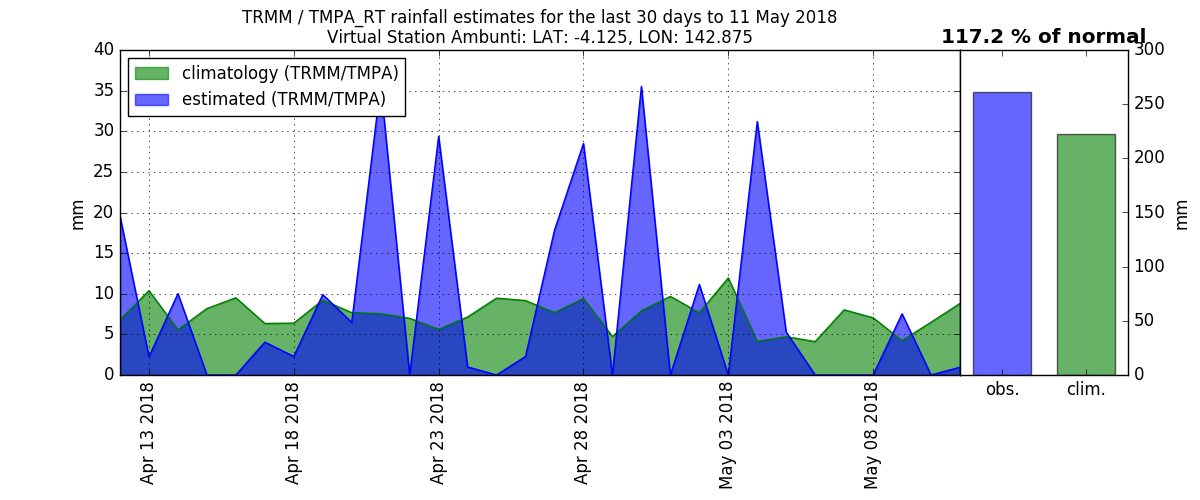 TRMM / TMPA_RT rainfall estimates for the last 30 days to 11 May 2018
Virtual Station Ambunti: LAT: -4.125, LON: 142.875
117.2 % of normal
climatology (TRMM/TMPA)
estimated (TRMM/TMPA)
40
35
30
25
20
15
10
5
0
mm
Apr 13 2018
Apr 18 2018
Apr 23 2018
Apr 28 2018
May 03 2018
May 08 2018
300
250
200
150
100
50
0
mm
obs.
clim.